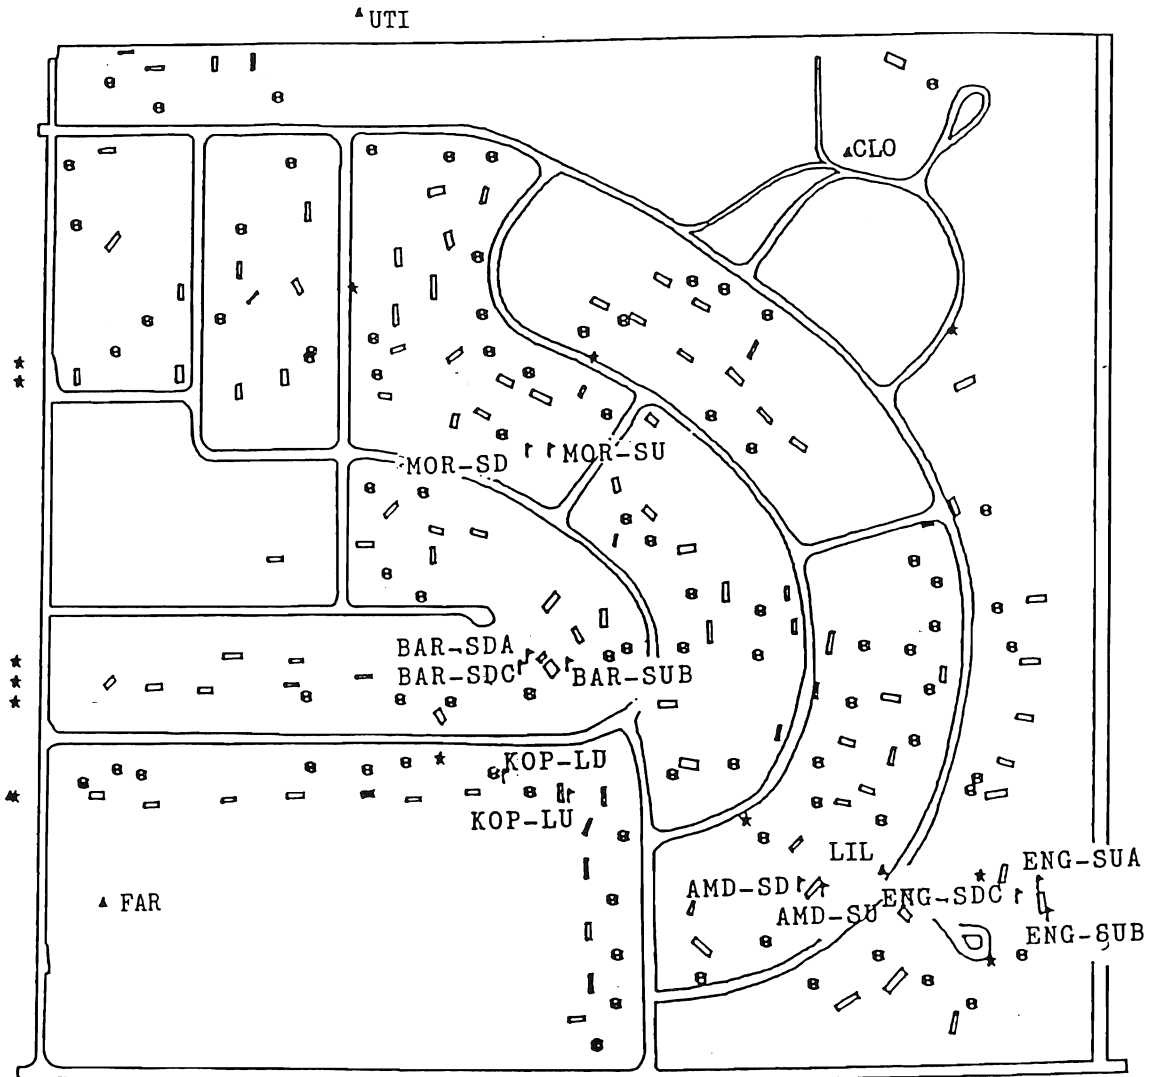 UTI
CLO
MOR-SD
MOR-SU
BAR-SDA
BAR-SDC
BAR-SUB
KOP-LD
KOP-LU
LIL
ENG-SUA
AMD-SD
ENG-SDC
AMD-SU
FAR
ENG-SUB